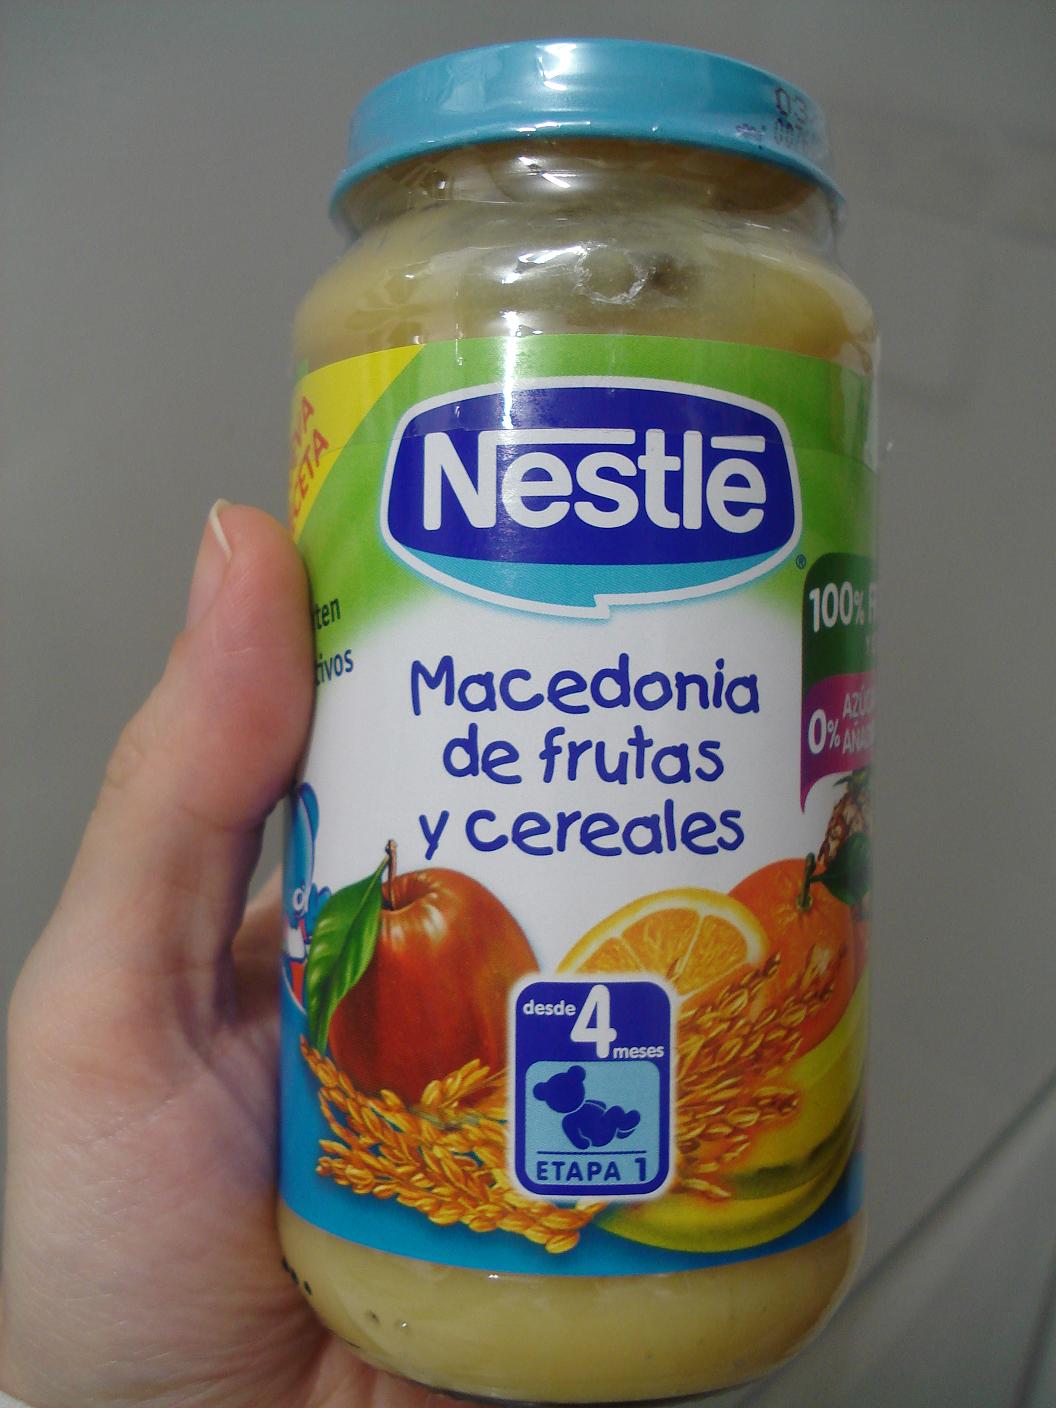 Nestlé
®
Macedonia
de frutas
y cereales
100%
0%
desde 4 meses
ETAPA 1